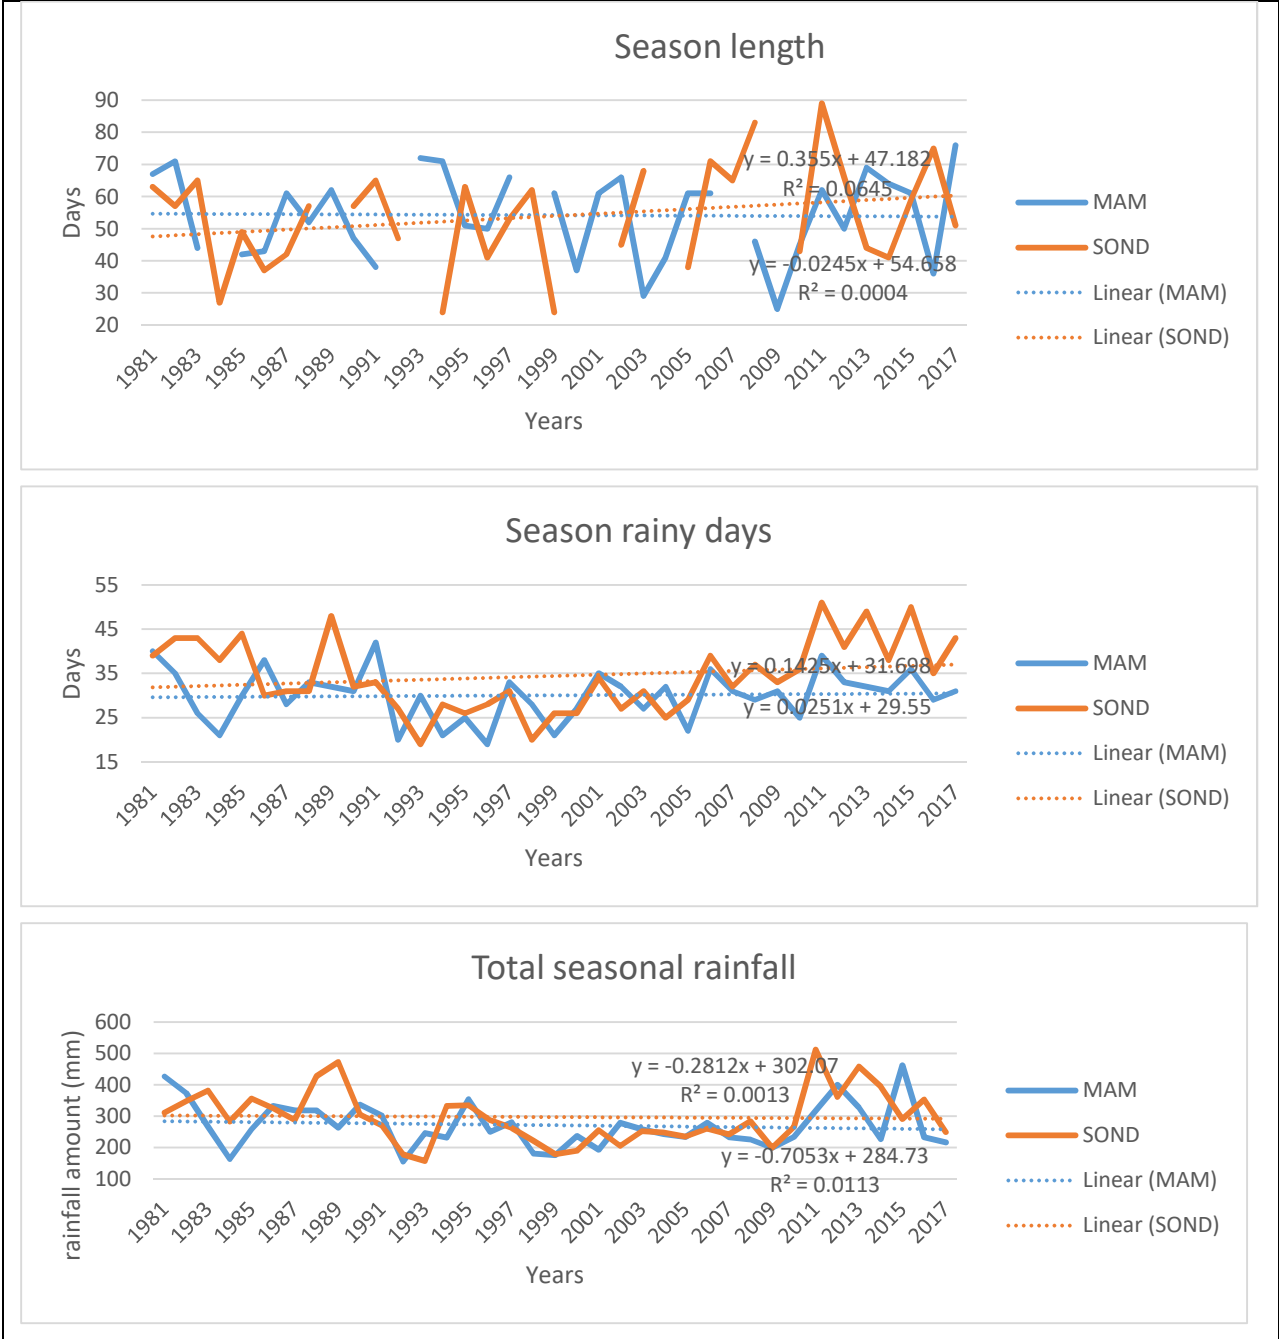 Season length
90
80
70
60
50
40
30
20
Days
y = 0.355x + 47.182
R² = 0.0645
y = -0.0245x + 54.658
R² = 0.0004
1981 1983 1985 1987 1989 1991 1993 1995 1997 1999 2001 2003 2005 2007 2009 2011 2013 2015 2017
Years
MAM
SOND
Linear (MAM)
Linear (SOND)
Season rainy days
55
45
35
25
15
Days
y = 0.1425x + 31.698
y = 0.0251x + 29.55
1981 1983 1985 1987 1989 1991 1993 1995 1997 1999 2001 2003 2005 2007 2009 2011 2013 2015 2017
Years
MAM
SOND
Linear (MAM)
Linear (SOND)
Total seasonal rainfall
600
500
400
300
200
100
rainfall amount (mm)
y = -0.2812x + 302.07
R² = 0.0013
y = -0.7053x + 284.73
R² = 0.0113
1981 1983 1985 1987 1989 1991 1993 1995 1997 1999 2001 2003 2005 2007 2009 2011 2013 2015 2017
Years
MAM
SOND
Linear (MAM)
Linear (SOND)